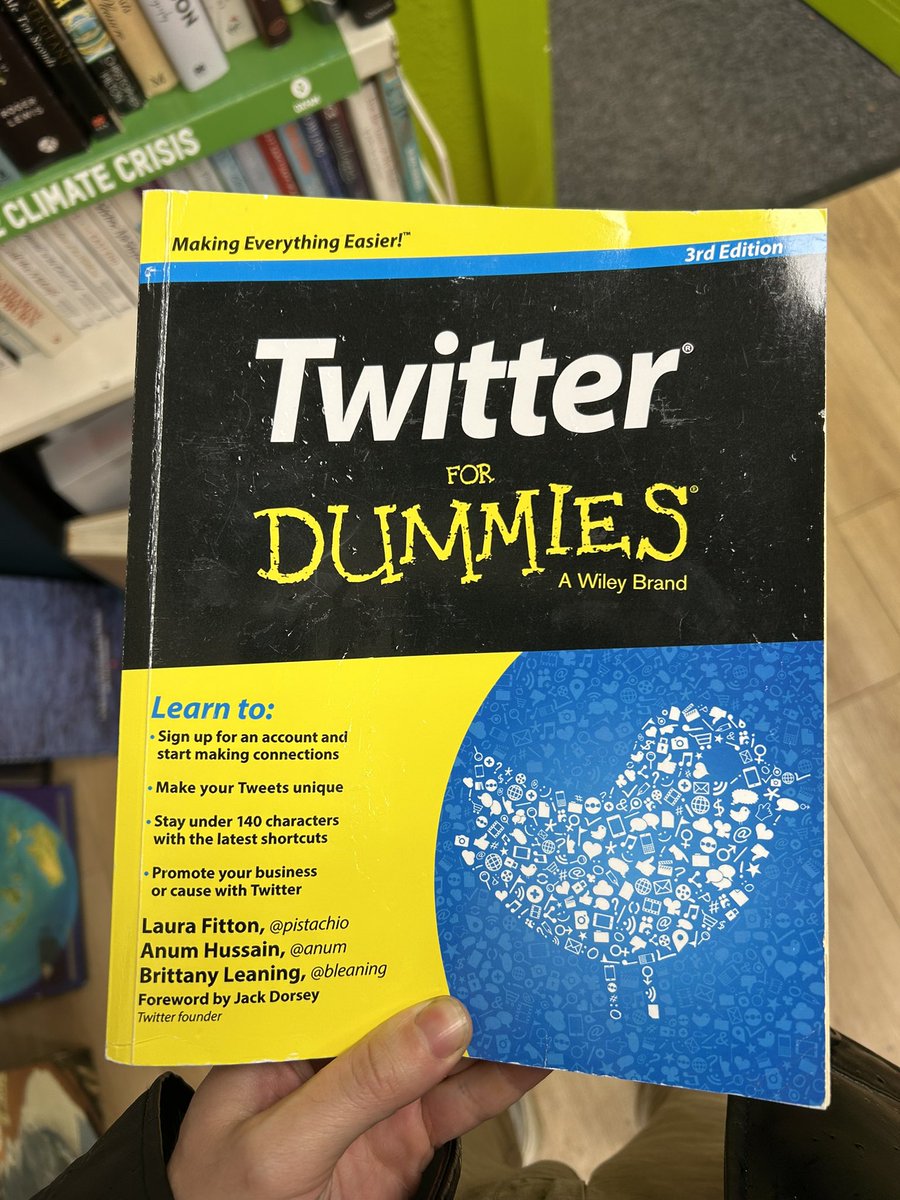 ROGER
LEWIS
CLIMATE CRISIS
Making Everything Easier!™
3rd Edition
Twitter®
FOR
DUMMIES®
A Wiley Brand
Learn to:
• Sign up for an account and
start making connections
• Make your Tweets unique
• Stay under 140 characters
with the latest shortcuts
• Promote your business
or cause with Twitter
Laura Fitton, @pistachio
Anum Hussain, @anum
Brittany Leaning, @bleaning
Foreword by Jack Dorsey
Twitter founder